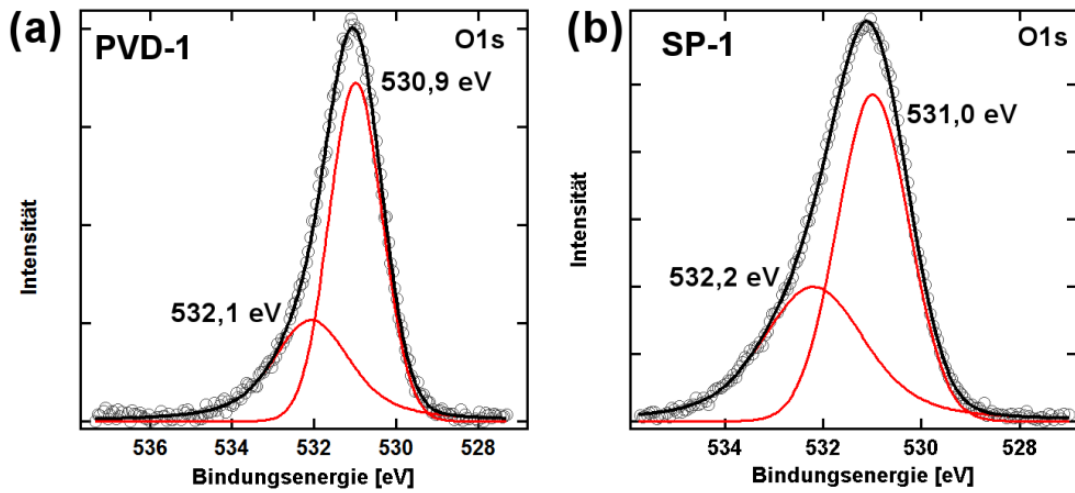 (a)
PVD-1
O1s
530,9 eV
532,1 eV
Intensität
536
534
532
530
528
Bindungsenergie [eV]
(b)
SP-1
O1s
531,0 eV
532,2 eV
Intensität
534
532
530
528
Bindungsenergie [eV]